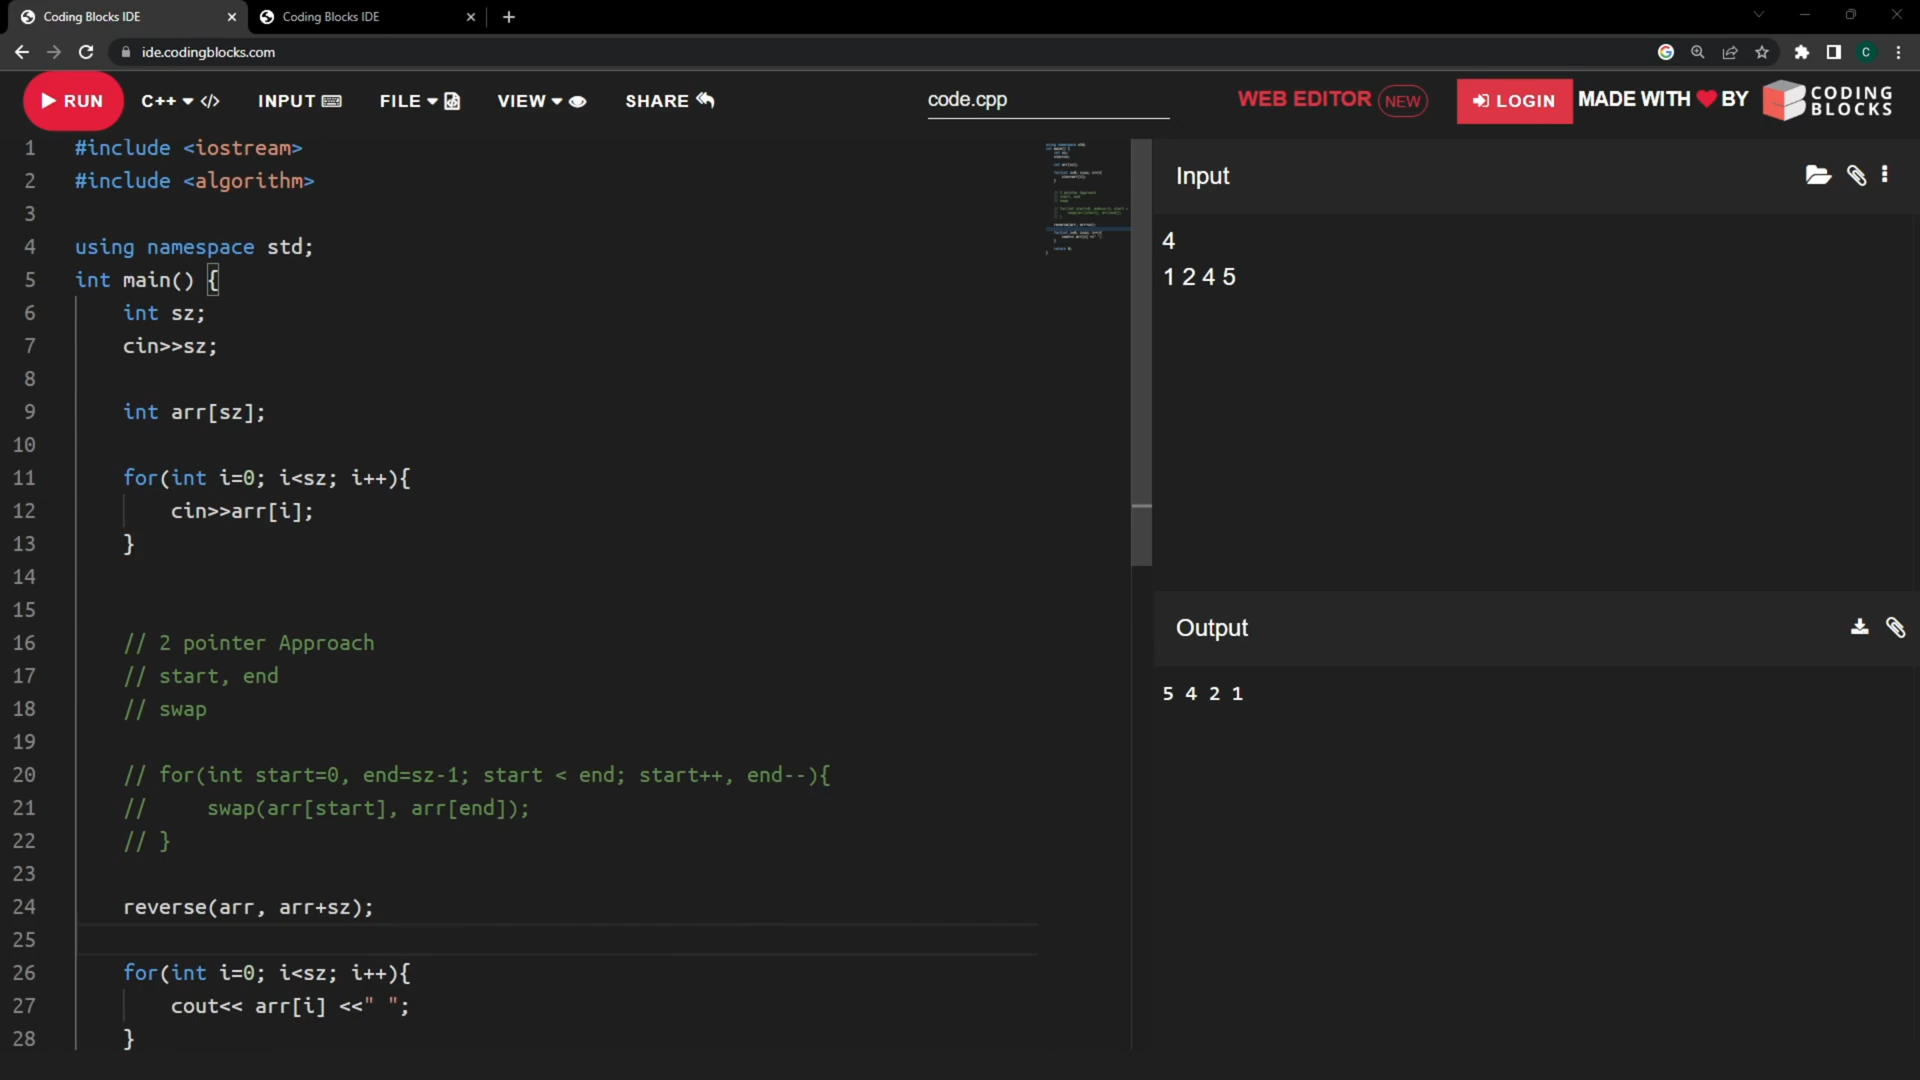 Coding Blocks IDE
Coding Blocks IDE
ide.codingblocks.com
C
RUN C++ </> INPUT FILE VIEW SHARE code.cpp WEB EDITOR NEW LOGIN MADE WITH BY CODING BLOCKS
1 #include <iostream>
2 #include <algorithm>
3
4 using namespace std;
5 int main() {
6 int sz;
7 cin>>sz;
8
9 int arr[sz];
10
11 for(int i=0; i<sz; i++){
12 cin>>arr[i];
13 }
14
15
16 // 2 pointer Approach
17 // start, end
18 // swap
19
20 // for(int start=0, end=sz-1; start < end; start++, end--){
21 // swap(arr[start], arr[end]);
22 // }
23
24 reverse(arr, arr+sz);
25
26 for(int i=0; i<sz; i++){
27 cout<< arr[i] <<" ";
28 }
Input
4
1 2 4 5
Output
5 4 2 1